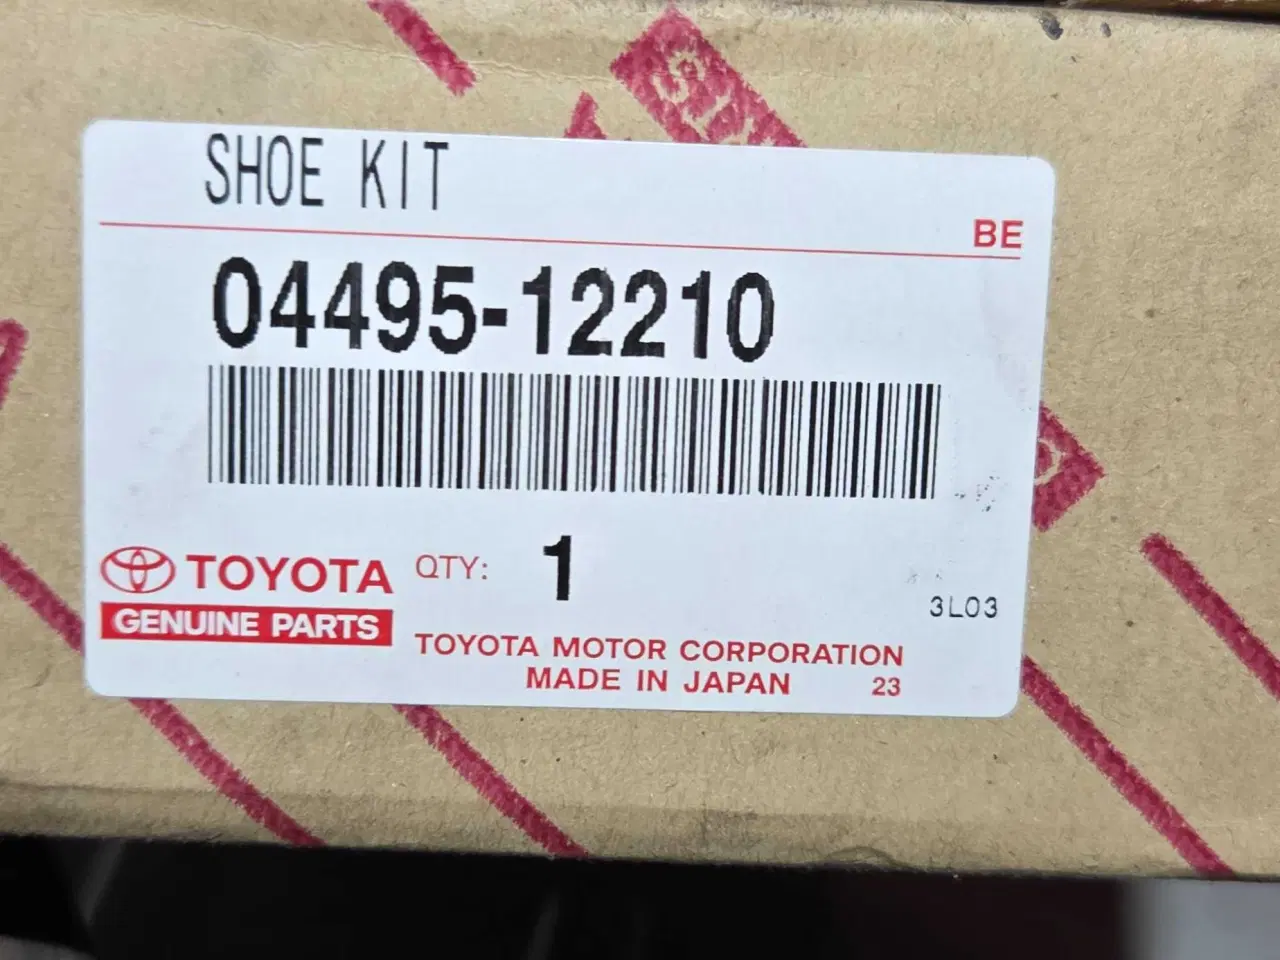 SHOE KIT
BE
04495-12210
TOYOTA
GENUINE PARTS
QTY: 1
3L03
TOYOTA MOTOR CORPORATION
MADE IN JAPAN 23